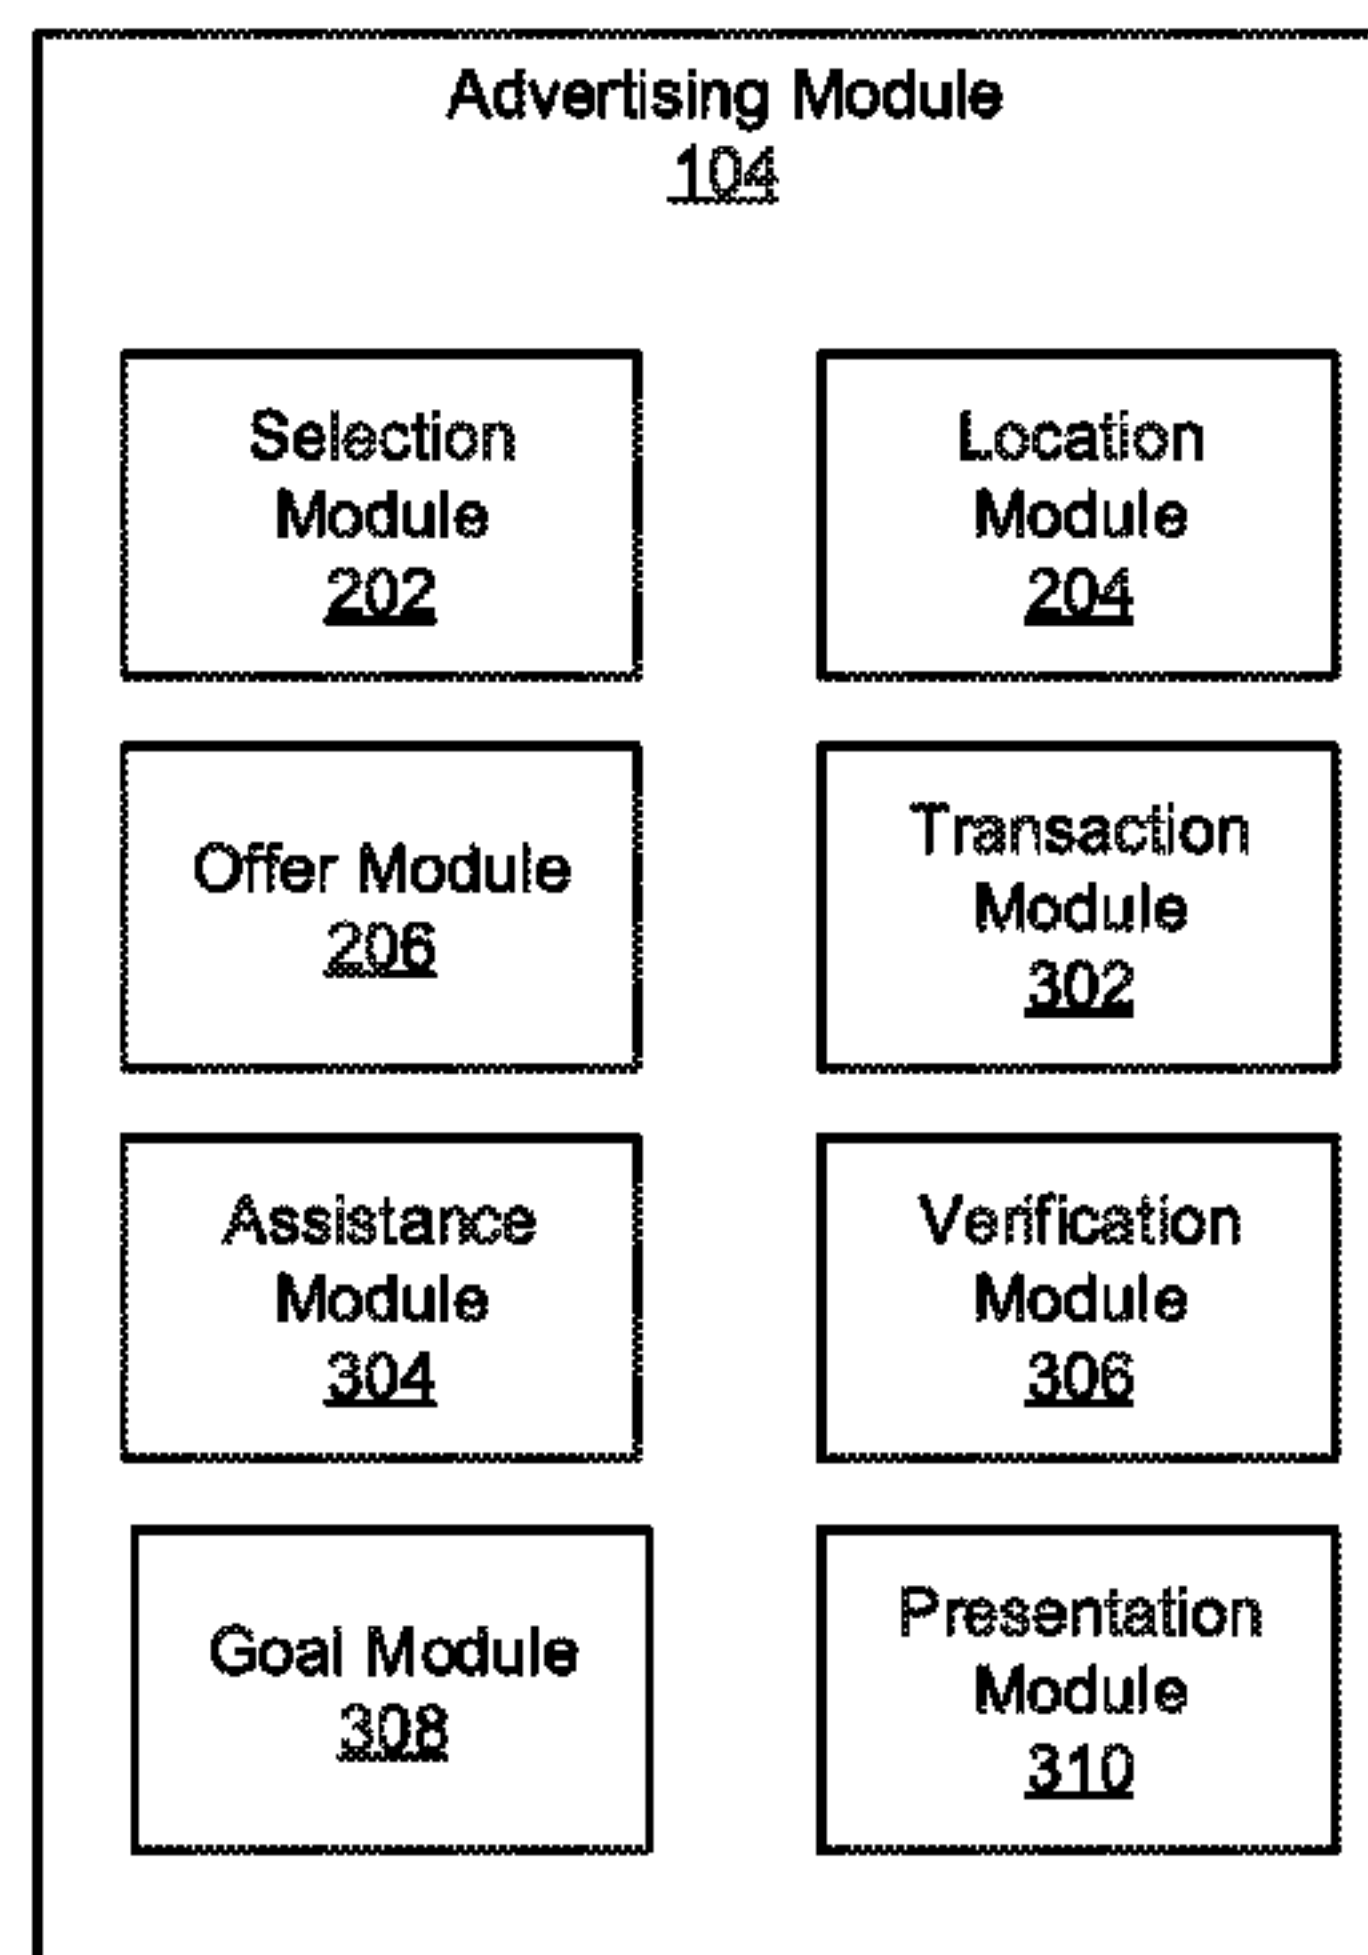 Advertising Module
104
Selection
Module
202
Location
Module
204
Offer Module
206
Transaction
Module
302
Assistance
Module
304
Verification
Module
306
Goal Module
308
Presentation
Module
310